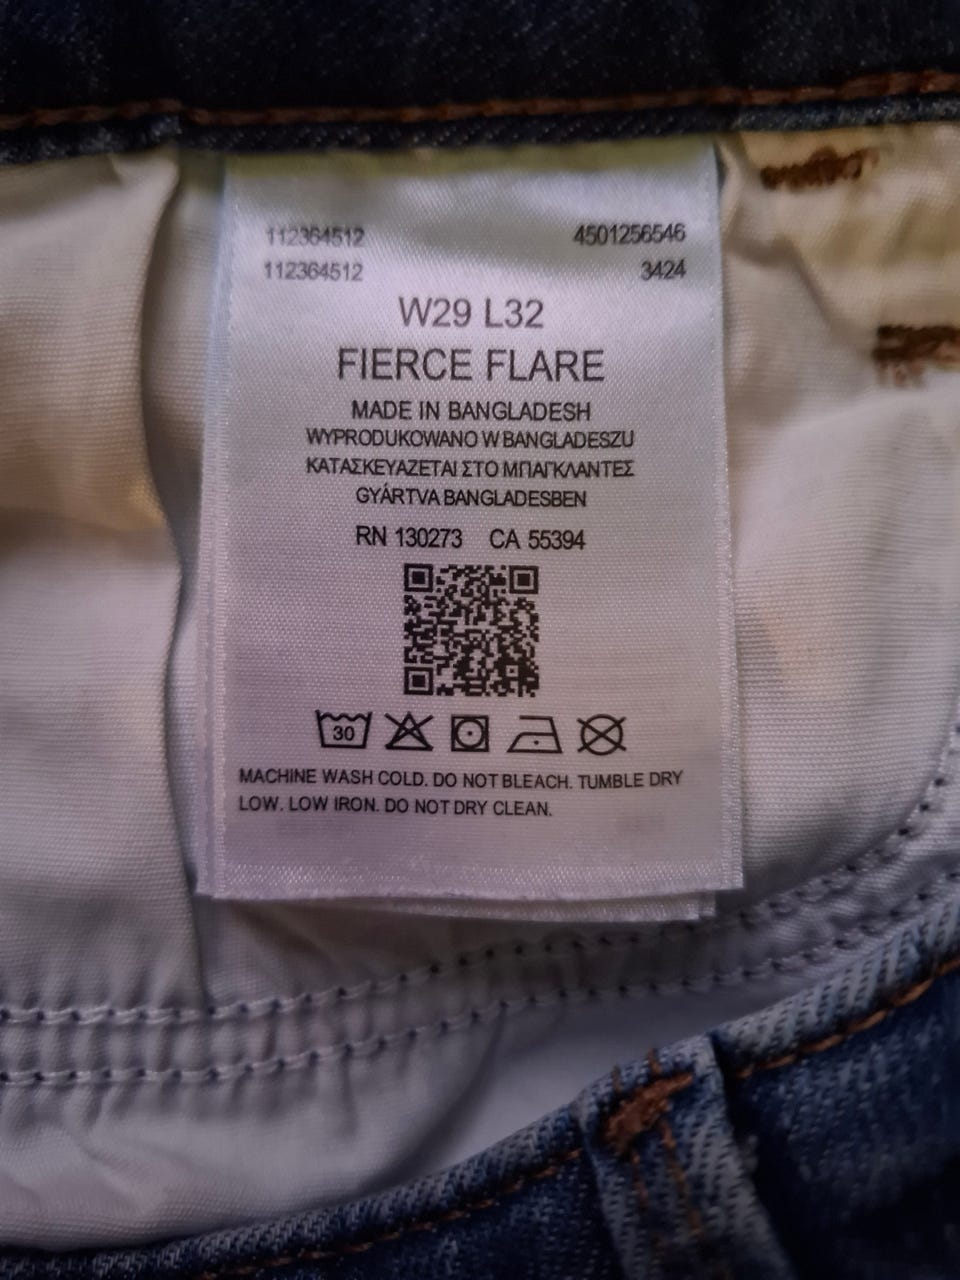 112364512 4501256546
112364512 3424
W29 L32
FIERCE FLARE
MADE IN BANGLADESH
WYPRODUKOWANO W BANGLADESZU
ΚΑΤΑΣΚΕΥΑΖΕΤΑΙ ΣΤΟ ΜΠΑΓΚΛΑΝΤΕΣ
GYÁRTVA BANGLADESBEN
RN 130273 CA 55394
30
MACHINE WASH COLD. DO NOT BLEACH. TUMBLE DRY
LOW. LOW IRON. DO NOT DRY CLEAN.